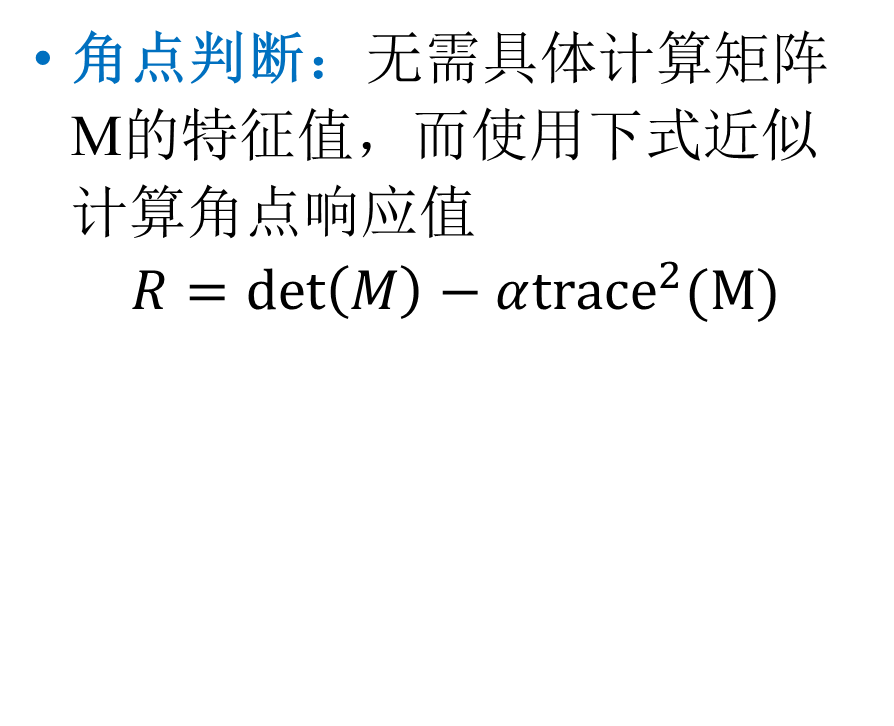 • 角点判断：无需具体计算矩阵
M的特征值，而使用下式近似
计算角点响应值
R = det(M) − αtrace²(M)